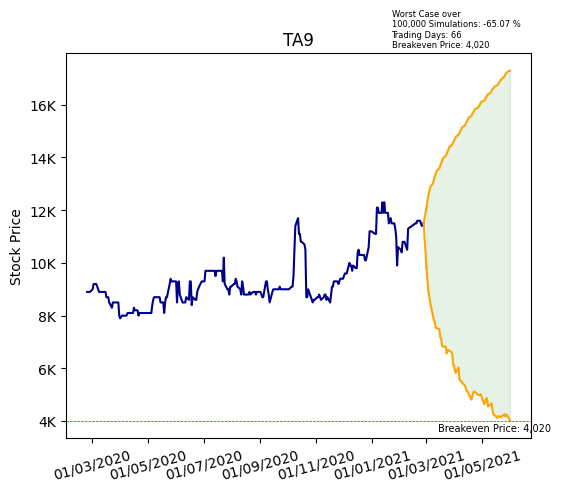 Worst Case over
100,000 Simulations: -65.07 %
Trading Days: 66
Breakeven Price: 4,020
TA9
Stock Price
16K
14K
12K
10K
8K
6K
4K
Breakeven Price: 4,020
01/03/2020
01/05/2020
01/07/2020
01/09/2020
01/11/2020
01/01/2021
01/03/2021
01/05/2021